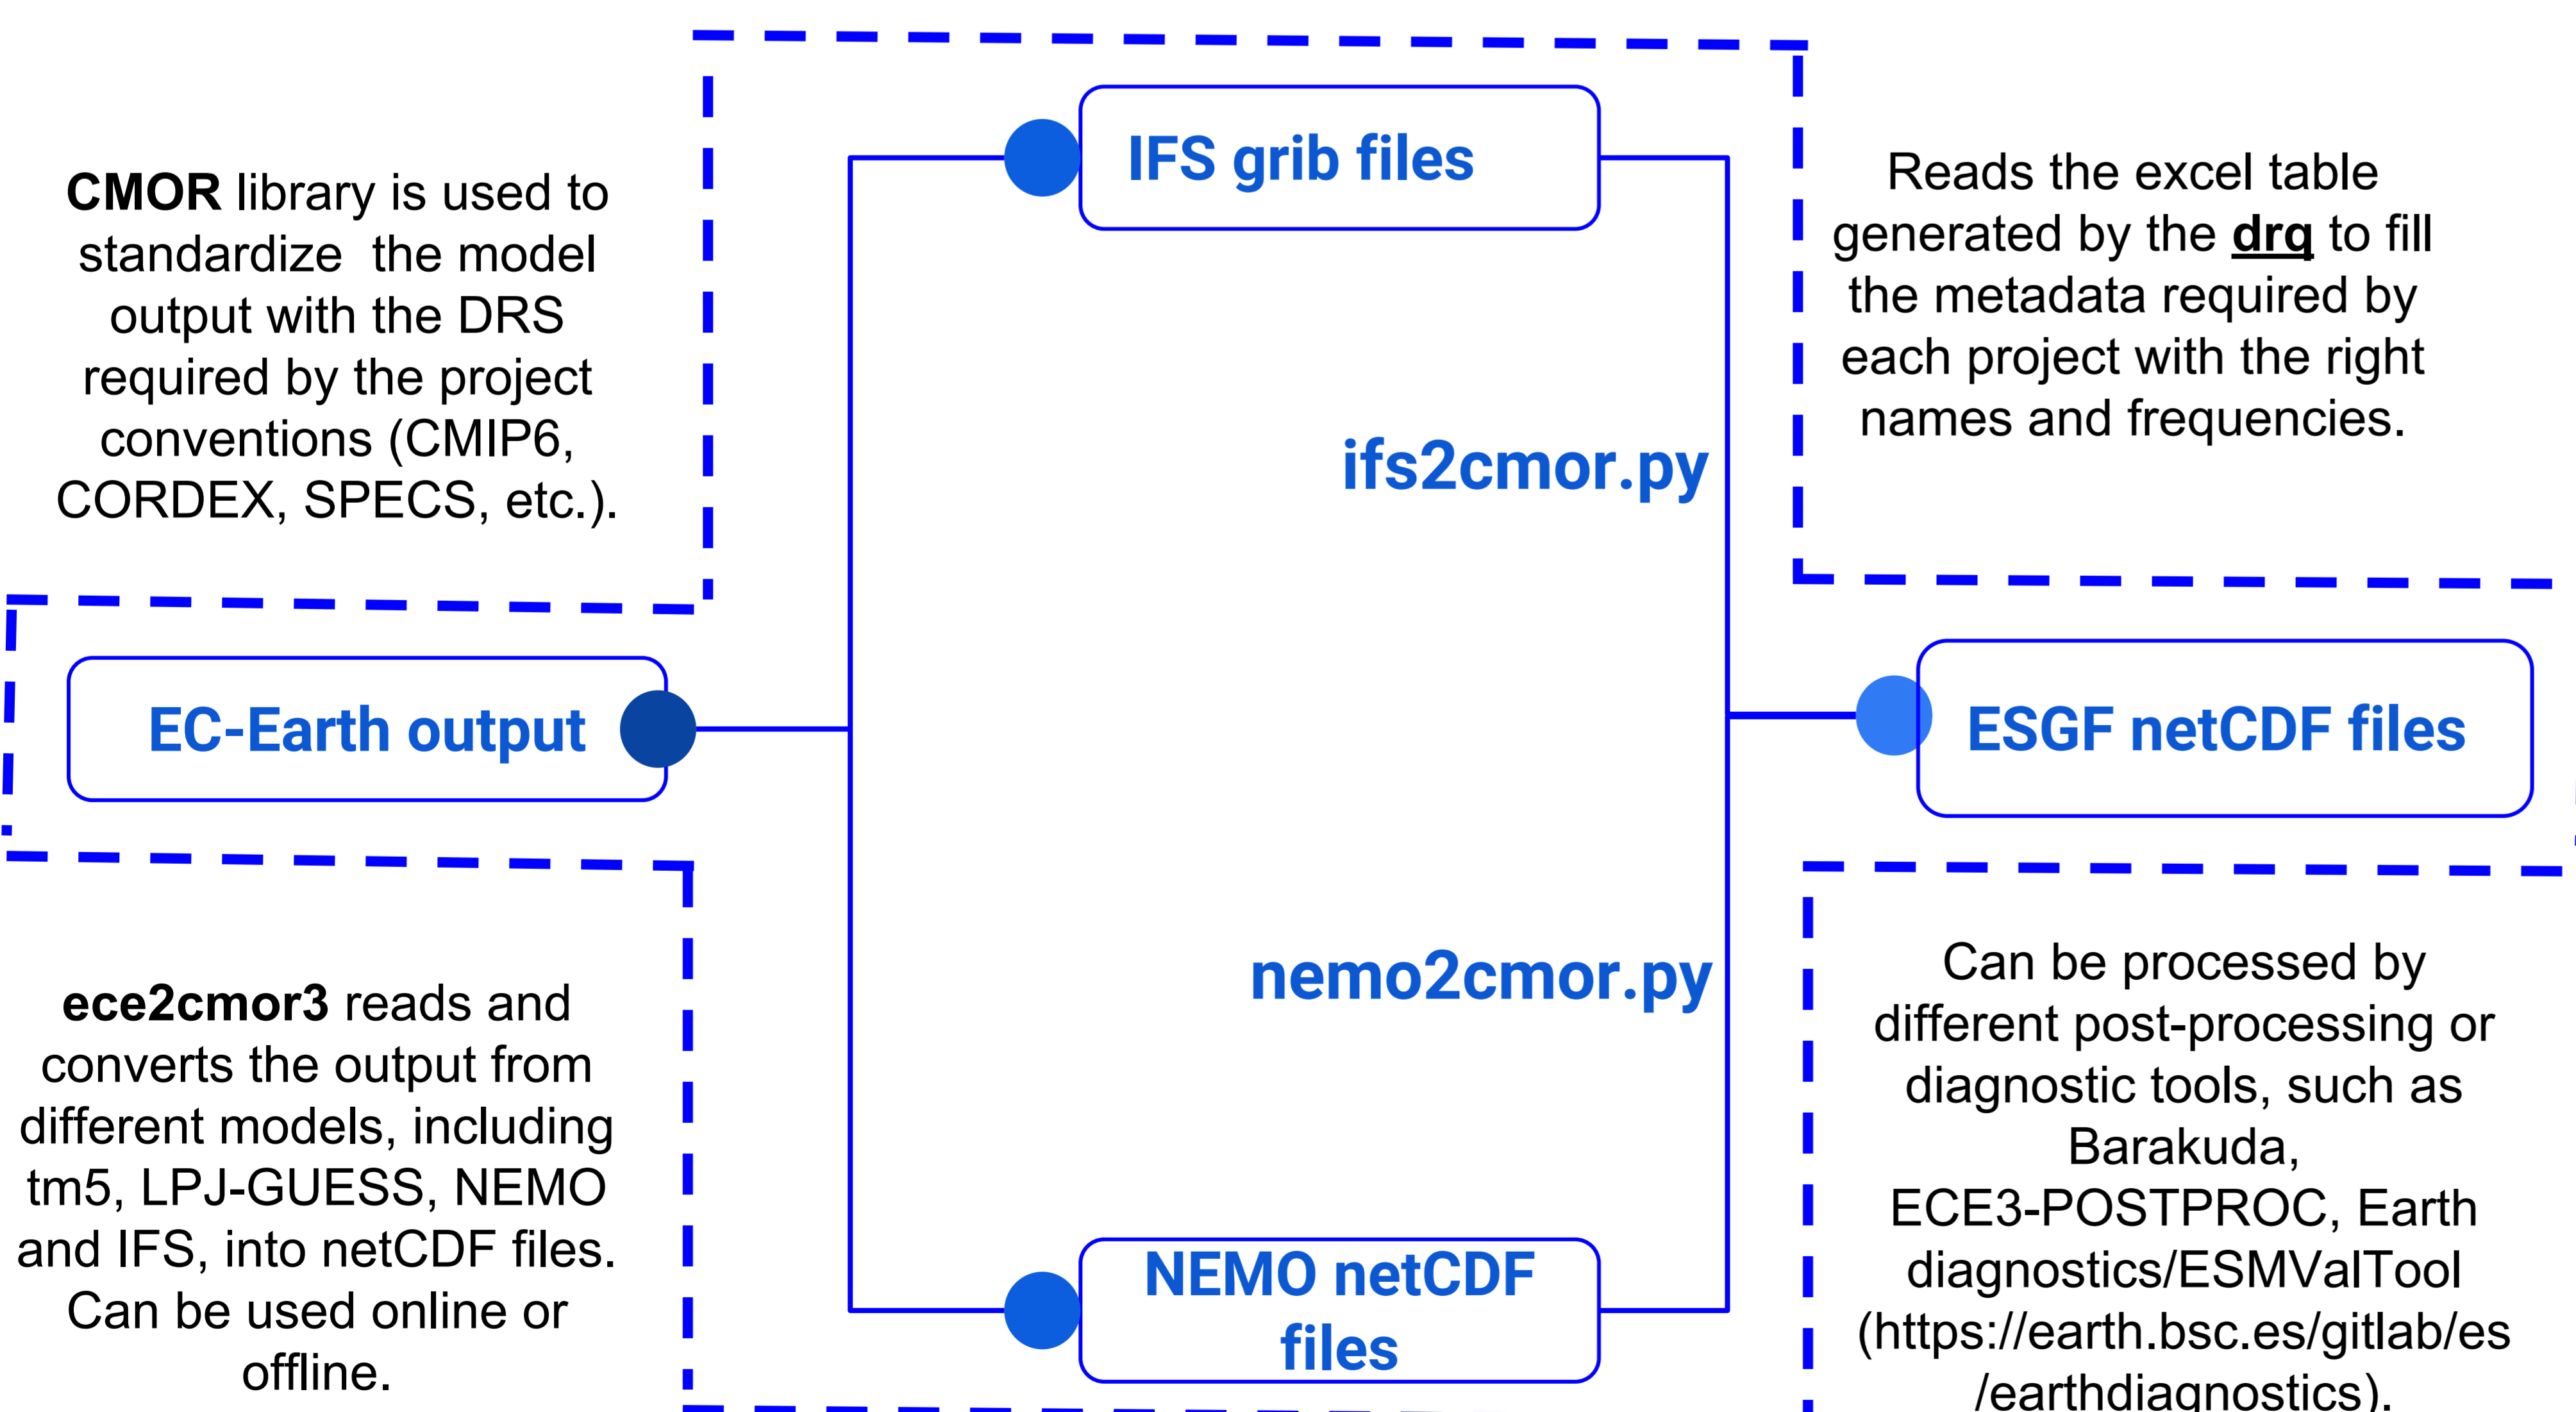 CMOR library is used to
standardize  the model
output with the DRS
required by the project
conventions (CMIP6,
CORDEX, SPECS, etc.).
IFS grib files
Reads the excel table
generated by the drq to fill
the metadata required by
each project with the right
names and frequencies.
ifs2cmor.py
EC-Earth output
ESGF netCDF files
nemo2cmor.py
ece2cmor3 reads and
converts the output from
different models, including
tm5, LPJ-GUESS, NEMO
and IFS, into netCDF files.
Can be used online or
offline.
NEMO netCDF
files
Can be processed by
different post-processing or
diagnostic tools, such as
Barakuda,
ECE3-POSTPROC, Earth
diagnostics/ESMValTool
(https://earth.bsc.es/gitlab/es
/earthdiagnostics).